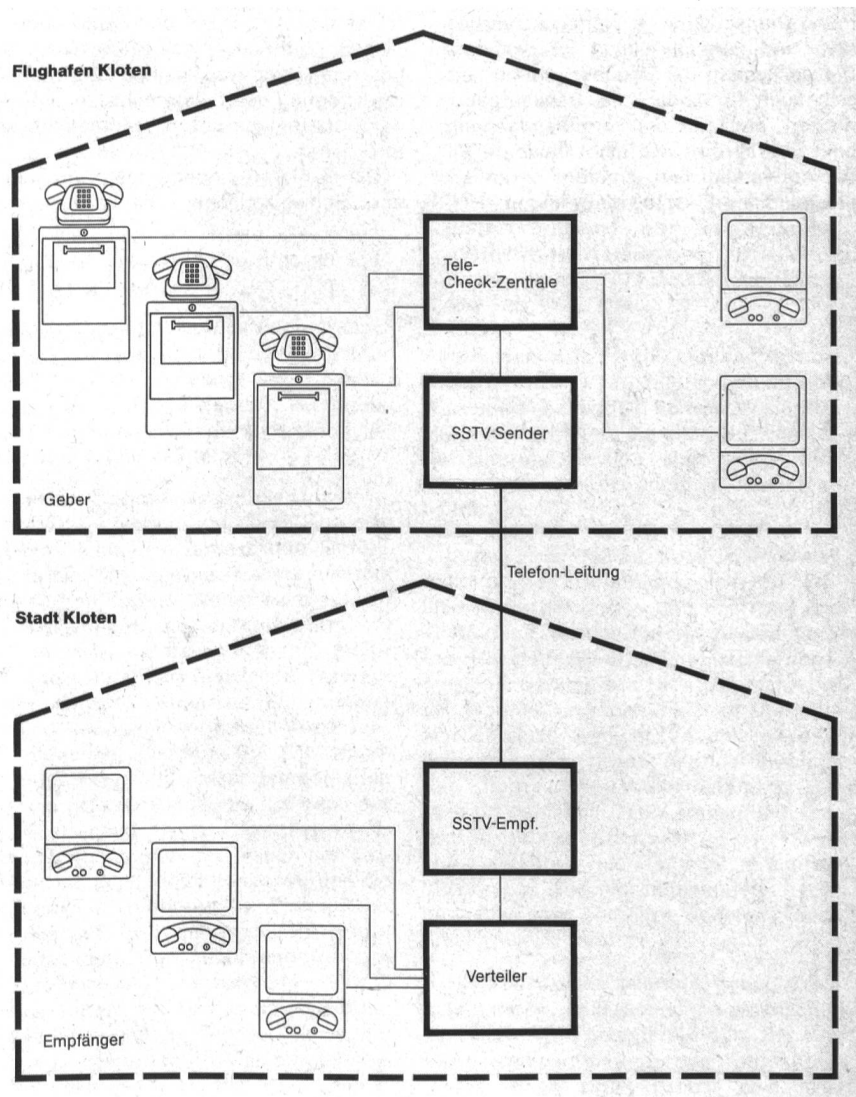 Flughafen Kloten
Tele-
Check-Zentrale
SSTV-Sender
Geber
Telefon-Leitung
Stadt Kloten
SSTV-Empf.
Verteiler
Empfänger